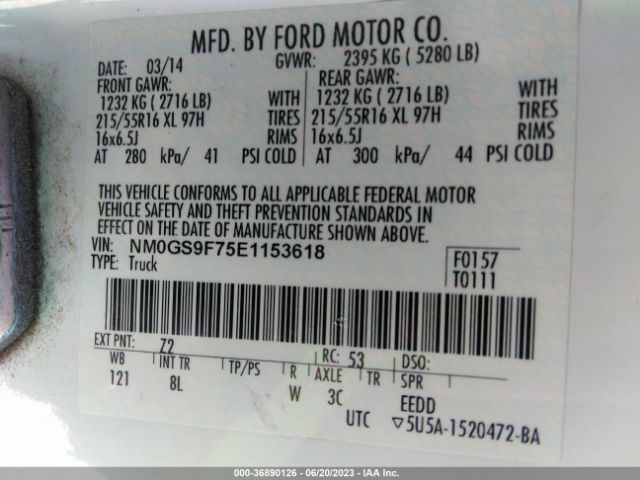 MFD. BY FORD MOTOR CO.
DATE: 03/14 GVWR: 2395 KG ( 5280 LB)
FRONT GAWR: REAR GAWR:
1232 KG ( 2716 LB) WITH 1232 KG ( 2716 LB) WITH
215/55R16 XL 97H TIRES 215/55R16 XL 97H TIRES
16x6.5J RIMS 16x6.5J RIMS
AT 280 kPa/ 41 PSI COLD AT 300 kPa/ 44 PSI COLD
THIS VEHICLE CONFORMS TO ALL APPLICABLE FEDERAL MOTOR
VEHICLE SAFETY AND THEFT PREVENTION STANDARDS IN
EFFECT ON THE DATE OF MANUFACTURE SHOWN ABOVE.
VIN: NM0GS9F75E1153618 F0157
TYPE: Truck T0111
EXT PNT: Z2 RC: 53 DSO:
WB INT TR TP/PS R AXLE TR SPR
121 8L W 3C EEDD
UTC ▽5U5A-1520472-BA
000-36890126 - 06/20/2023 - IAA Inc.